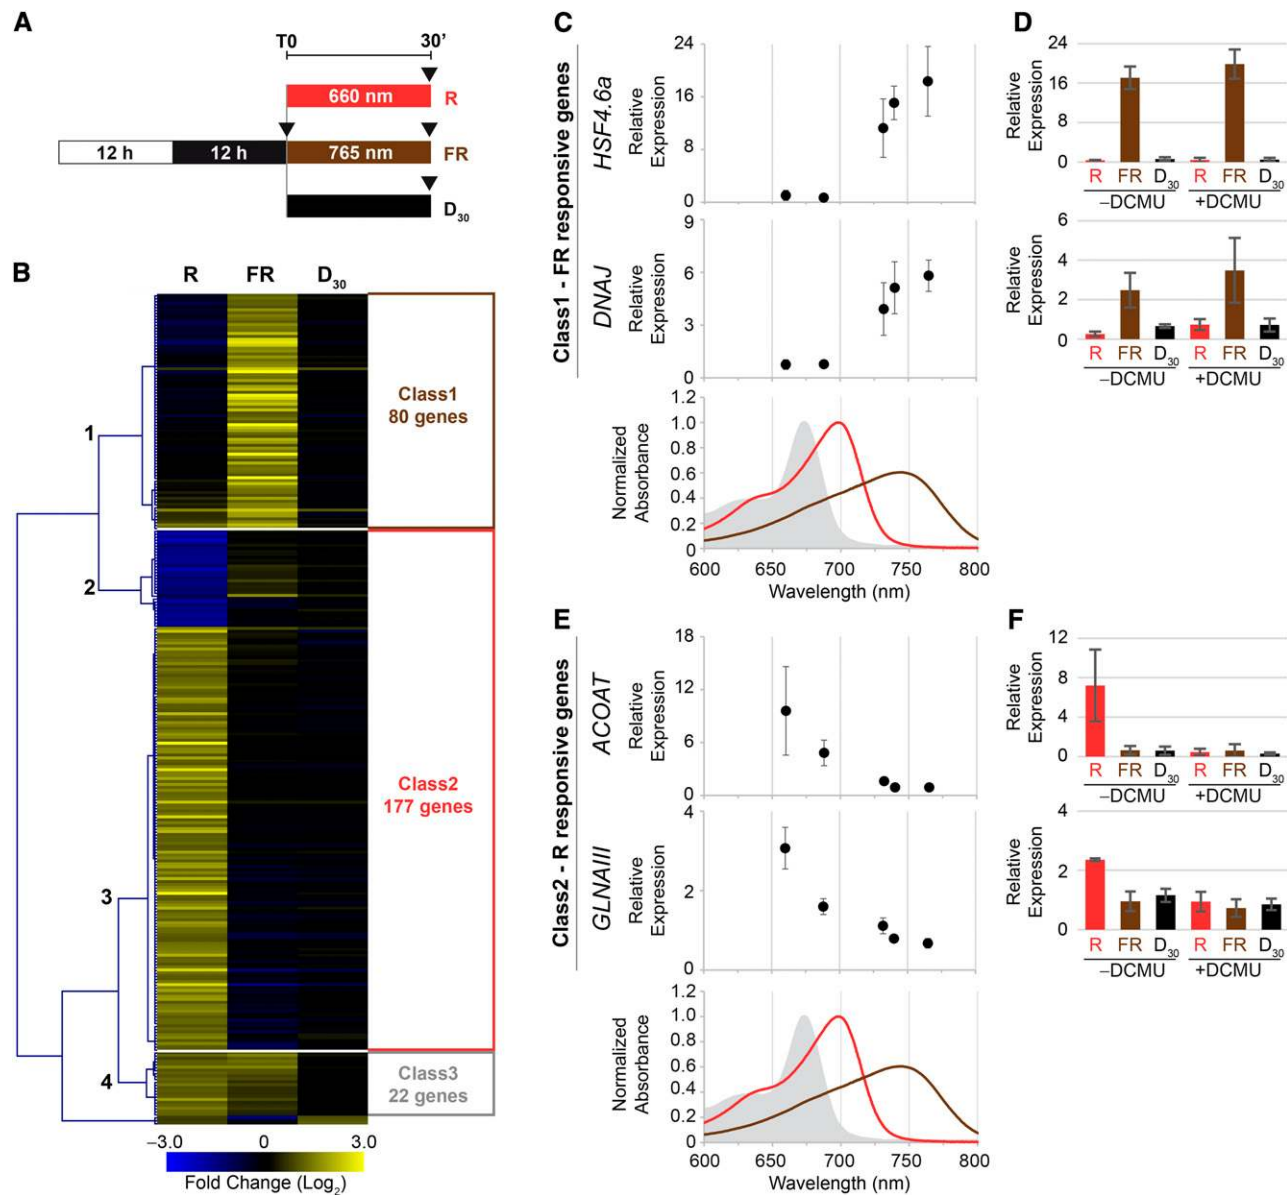 A
T0 30'
660 nm R
12 h 12 h 765 nm FR
D30
B
R FR D30
1
2
3
4
Class1
80 genes
Class2
177 genes
Class3
22 genes
–3.0 0 3.0
Fold Change (Log2)
C
Class1 - FR responsive genes
HSF4.6a
Relative
Expression
24
16
8
0
DNAJ
Relative
Expression
9
6
3
0
Normalized
Absorbance
1.2
1.0
0.8
0.6
0.4
0.2
0
600 650 700 750 800
Wavelength (nm)
D
Relative
Expression
24
16
8
0
R FR D30 R FR D30
–DCMU +DCMU
Relative
Expression
6
4
2
0
R FR D30 R FR D30
–DCMU +DCMU
E
Class2 - R responsive genes
ACOAT
Relative
Expression
18
12
6
0
GLNAIII
Relative
Expression
4
2
0
Normalized
Absorbance
1.2
1.0
0.8
0.6
0.4
0.2
0
600 650 700 750 800
Wavelength (nm)
F
Relative
Expression
12
8
4
0
R FR D30 R FR D30
–DCMU +DCMU
Relative
Expression
4
2
0
R FR D30 R FR D30
–DCMU +DCMU